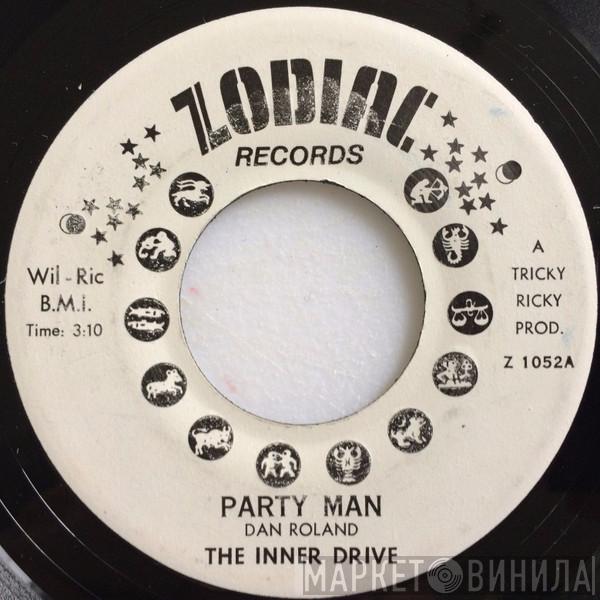 ZODIAC
RECORDS
Wil-Ric
B.M.I.
Time: 3:10
A
TRICKY
RICKY
PROD.
Z 1052A
PARTY MAN
DAN ROLAND
THE INNER DRIVE
МАРКЕТ ВИНИЛА